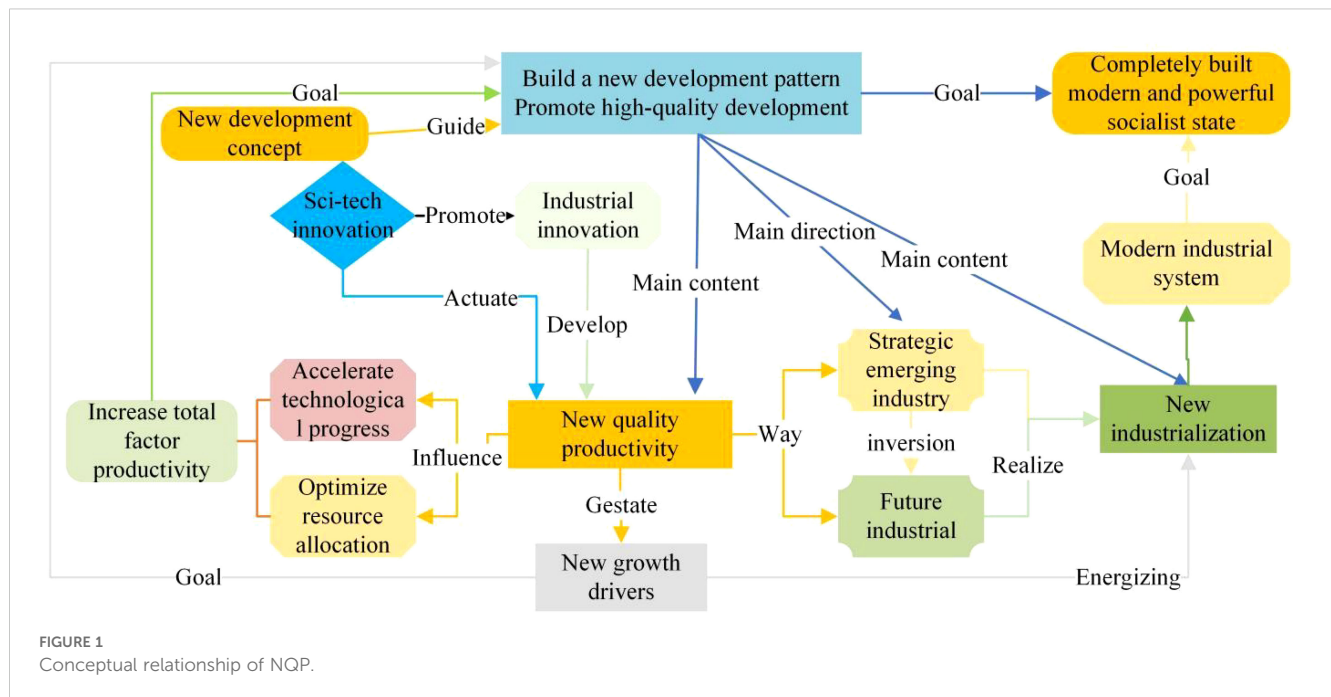 Build a new development pattern
Promote high-quality development
Goal
Completely built
modern and powerful
socialist state
Goal
New development
concept
Guide
Goal
Sci-tech
innovation
Promote
Industrial
innovation
Main direction
Main content
Modern industrial
system
Main content
Actuate
Develop
Strategic
emerging
industry
Accelerate
technologica
l progress
Increase total
factor
productivity
New quality
productivity
Way
New
industrialization
inversion
Influence
Realize
Optimize
resource
allocation
Gestate
Future
industrial
Goal
New growth
drivers
Energizing
FIGURE 1
Conceptual relationship of NQP.